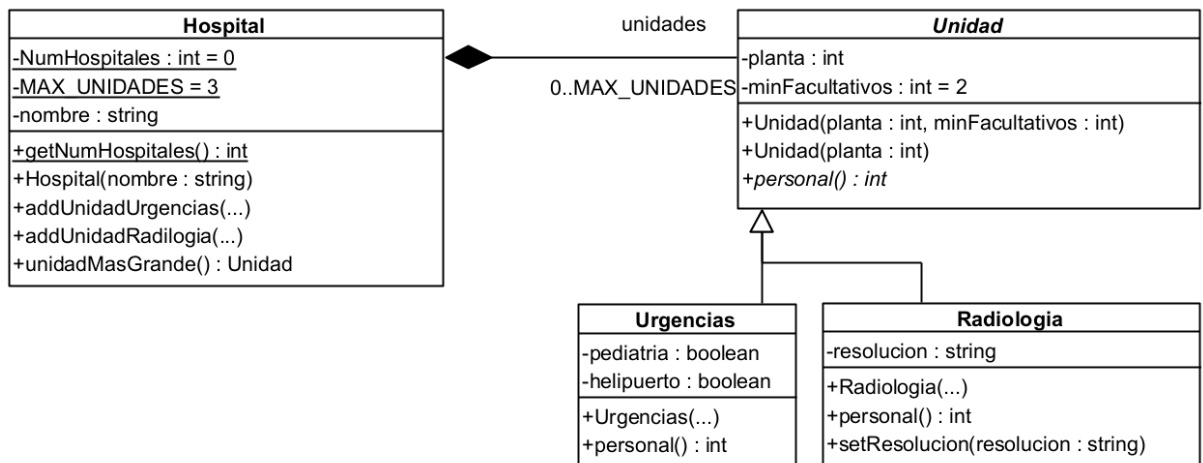 Hospital
-NumHospitales : int = 0
-MAX_UNIDADES = 3
-nombre : string
+getNumHospitales() : int
+Hospital(nombre : string)
+addUnidadUrgencias(...)
+addUnidadRadilogia(...)
+unidadMasGrande() : Unidad
unidades
0..MAX_UNIDADES
Unidad
-planta : int
-minFacultativos : int = 2
+Unidad(planta : int, minFacultativos : int)
+Unidad(planta : int)
+personal() : int
Urgencias
-pediatria : boolean
-helipuerto : boolean
+Urgencias(...)
+personal() : int
Radiologia
-resolucion : string
+Radiologia(...)
+personal() : int
+setResolucion(resolucion : string)